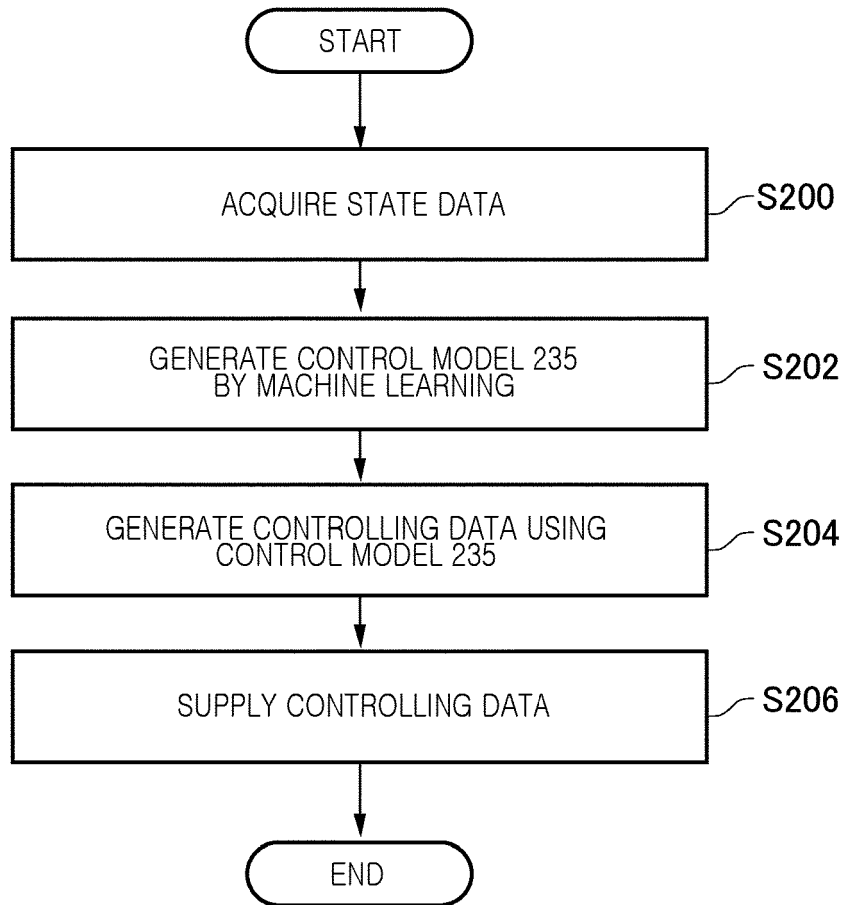 START
ACQUIRE STATE DATA
S200
GENERATE CONTROL MODEL 235
BY MACHINE LEARNING
S202
GENERATE CONTROLLING DATA USING
CONTROL MODEL 235
S204
SUPPLY CONTROLLING DATA
S206
END